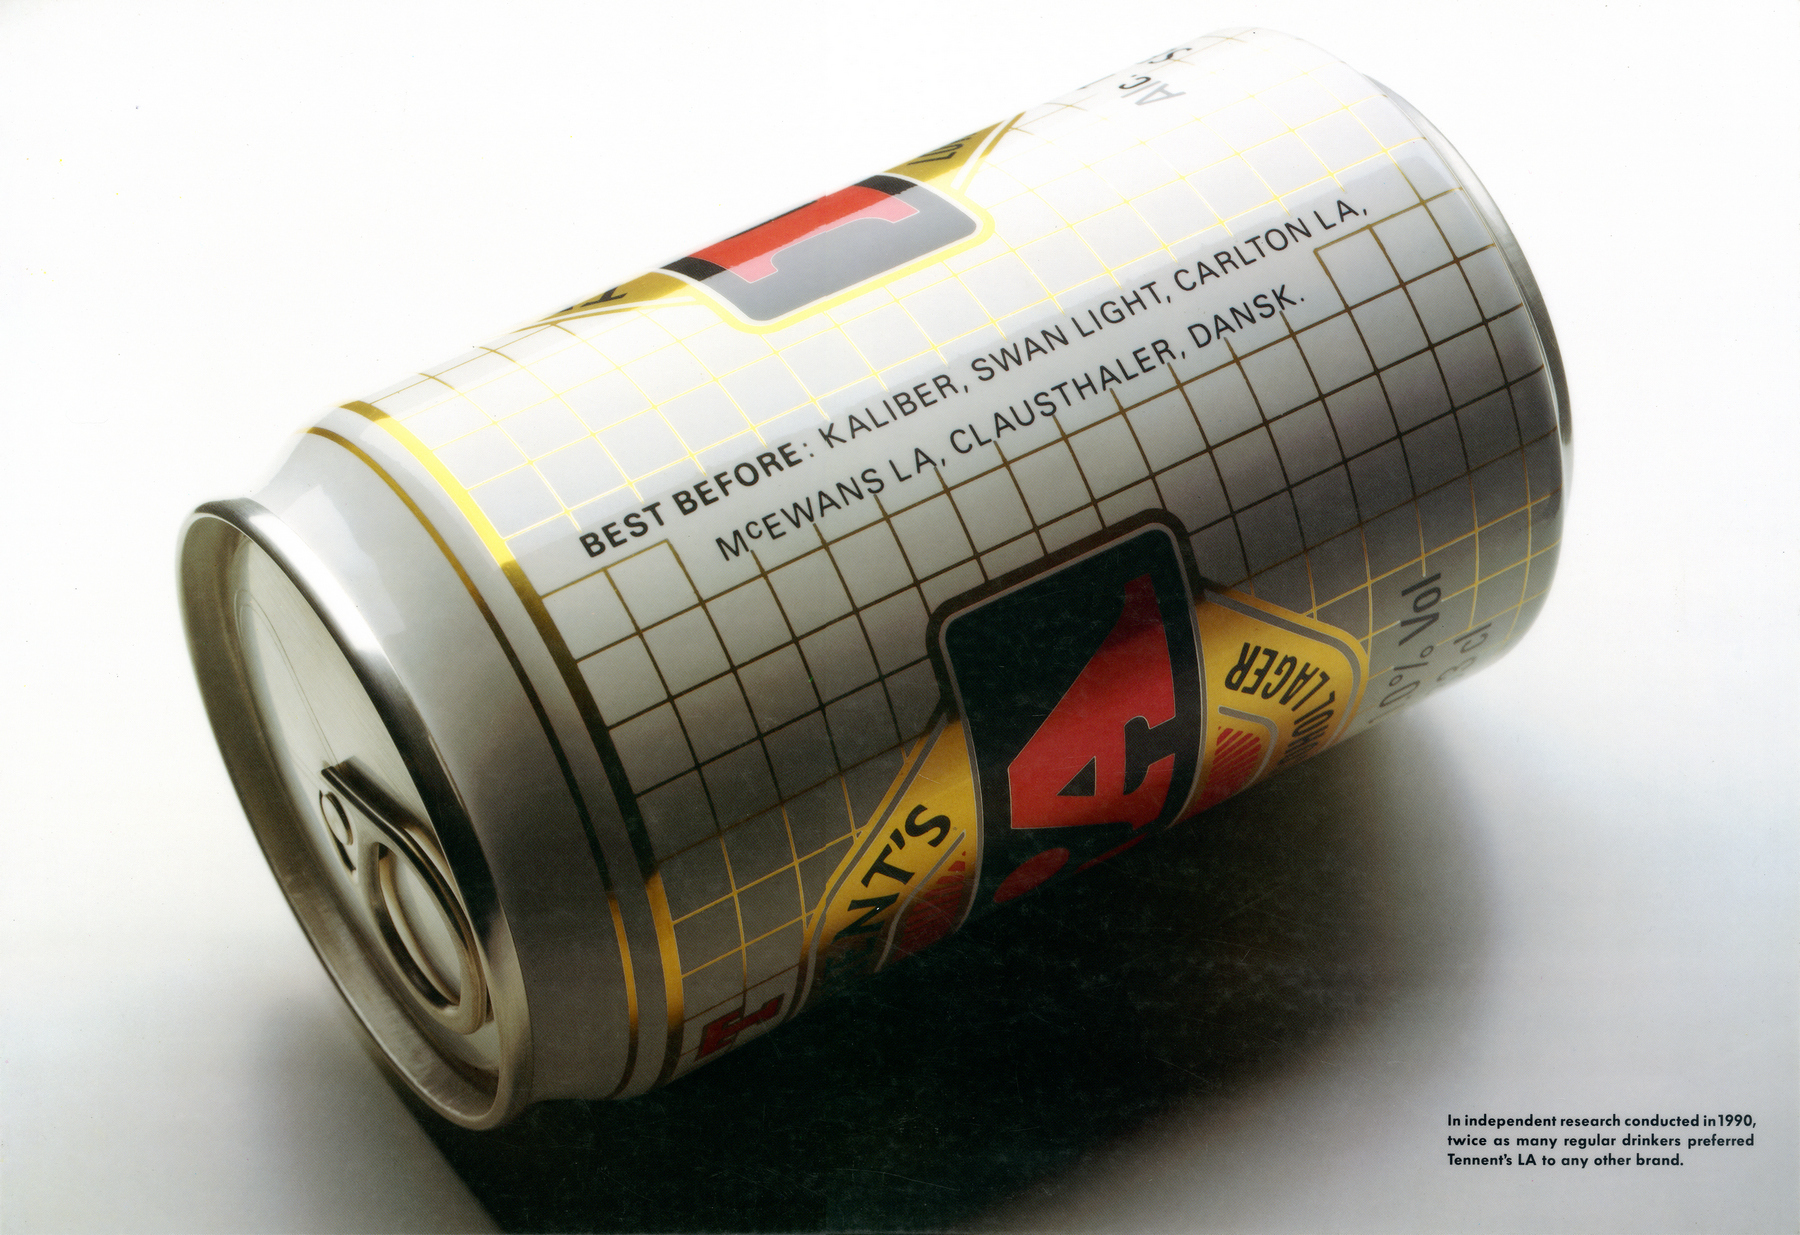 BEST BEFORE: KALIBER, SWAN LIGHT, CARLTON LA,
McEWANS LA, CLAUSTHALER, DANSK.
L
A
LAGER
Vol
In independent research conducted in 1990,
twice as many regular drinkers preferred
Tennent's LA to any other brand.